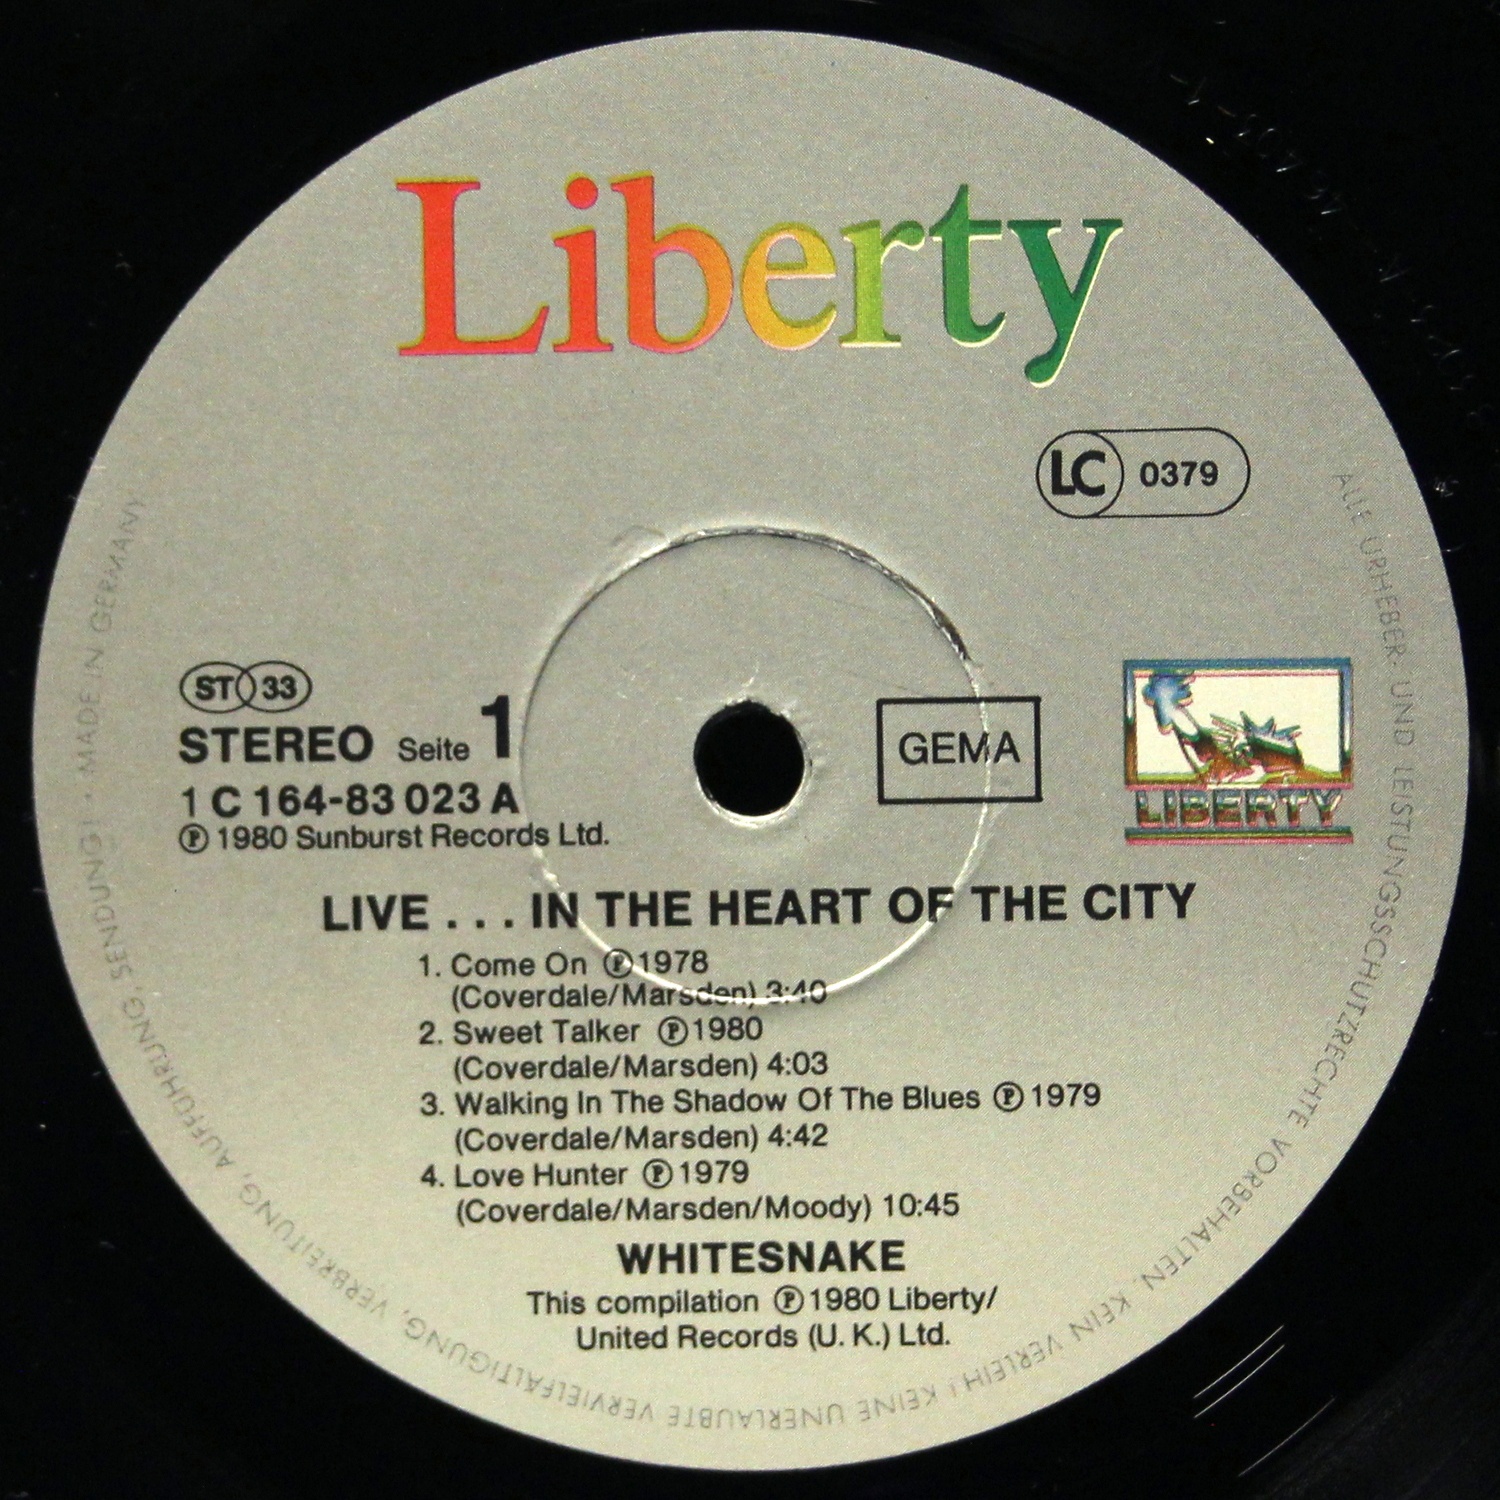 Liberty
LC 0379
ST 33
STEREO Seite 1
GEMA
LIBERTY
1 C 164-83 023 A
℗ 1980 Sunburst Records Ltd.
LIVE . . . IN THE HEART OF THE CITY
1. Come On ℗ 1978
(Coverdale/Marsden) 3:40
2. Sweet Talker ℗ 1980
(Coverdale/Marsden) 4:03
3. Walking In The Shadow Of The Blues ℗ 1979
(Coverdale/Marsden) 4:42
4. Love Hunter ℗ 1979
(Coverdale/Marsden/Moody) 10:45
WHITESNAKE
This compilation ℗ 1980 Liberty/
United Records (U. K.) Ltd.
ALLE URHEBER- UND LEISTUNGSSCHUTZRECHTE VORBEHALTEN. KEIN VERLEIH! KEINE UNERLAUBTE VERVIELFÄLTIGUNG, VERBREITUNG, AUFFÜHRUNG, SENDUNG! · MADE IN GERMANY